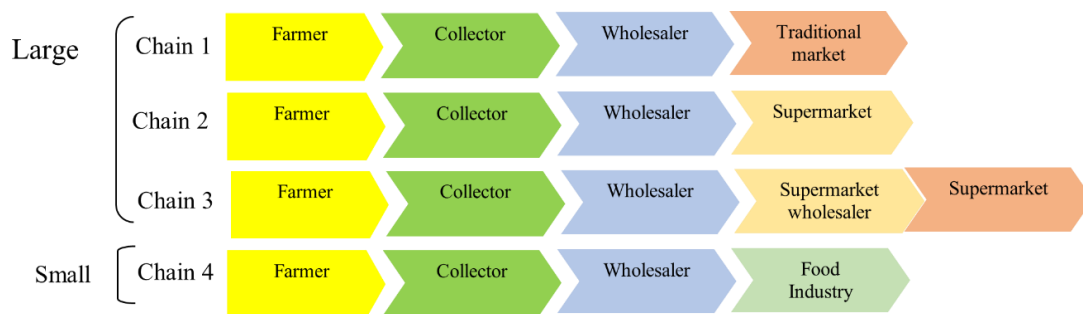 Large
Chain 1
Farmer
Collector
Wholesaler
Traditional
market
Chain 2
Farmer
Collector
Wholesaler
Supermarket
Chain 3
Farmer
Collector
Wholesaler
Supermarket
wholesaler
Supermarket
Small
Chain 4
Farmer
Collector
Wholesaler
Food
Industry